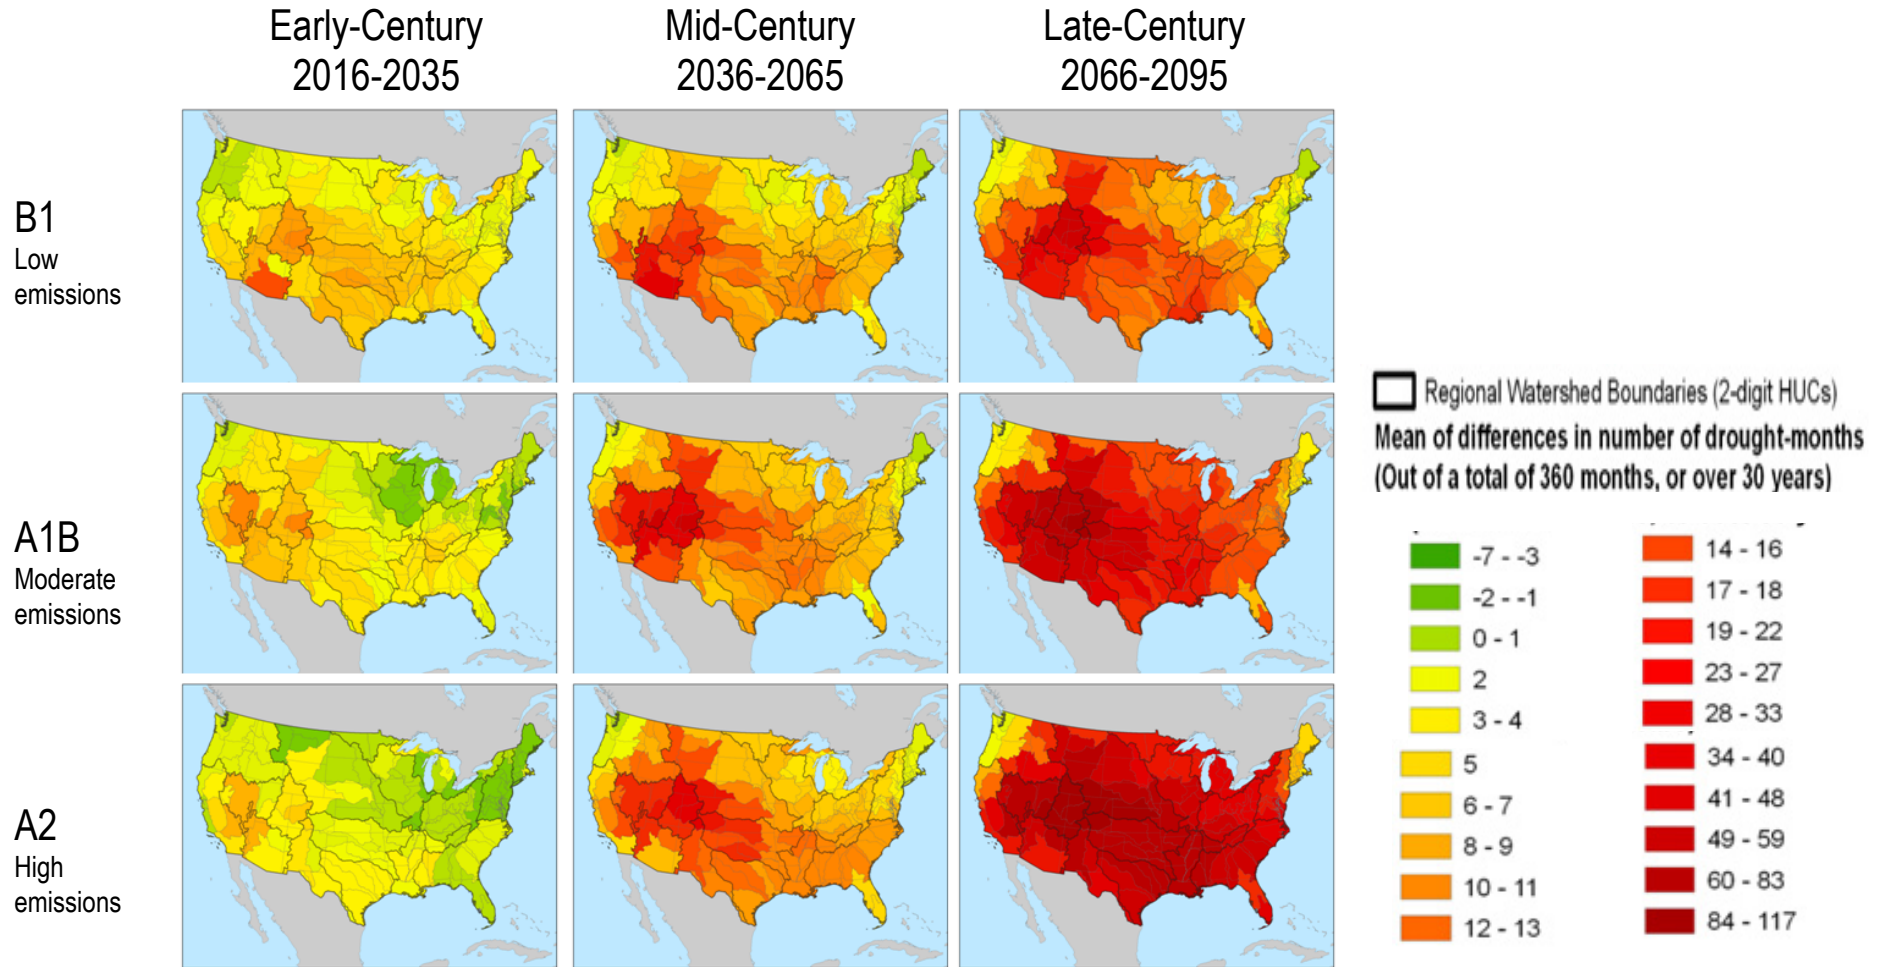 Early-Century
2016-2035
Mid-Century
2036-2065
Late-Century
2066-2095
B1
Low
emissions
A1B
Moderate
emissions
A2
High
emissions
Regional Watershed Boundaries (2-digit HUCs)
Mean of differences in number of drought-months
(Out of a total of 360 months, or over 30 years)
-7 - -3
-2 - -1
0 - 1
2
3 - 4
5
6 - 7
8 - 9
10 - 11
12 - 13
14 - 16
17 - 18
19 - 22
23 - 27
28 - 33
34 - 40
41 - 48
49 - 59
60 - 83
84 - 117